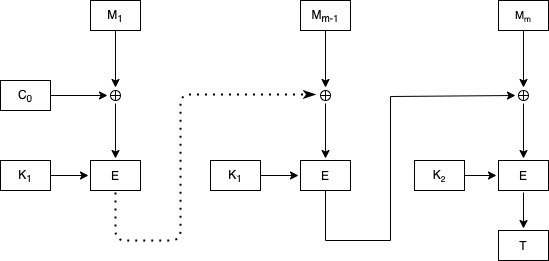 M₁ Mₘ₋₁ Mₘ
C₀
K₁ E K₁ E K₂ E
T